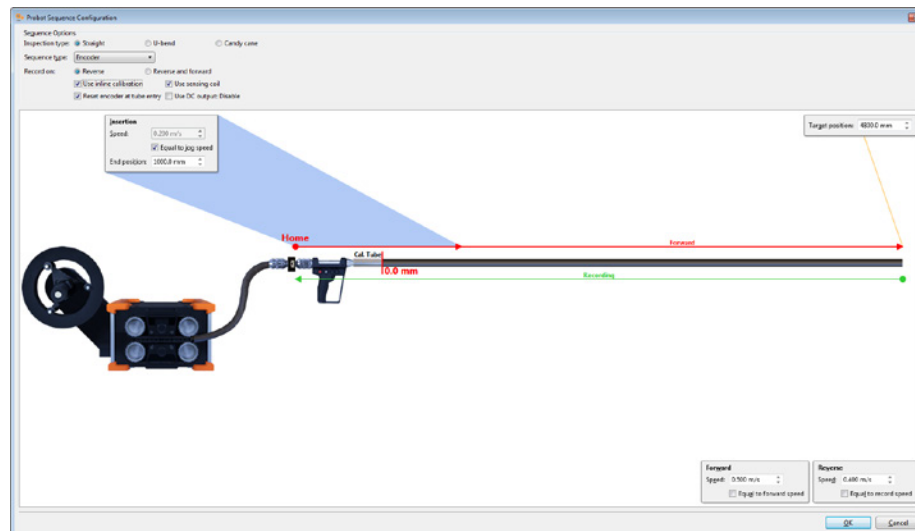 Probot Sequence Configuration
Sequence Options
Inspection type: Straight U-bend Candy cane
Sequence type: Encoder
Record on: Reverse Reverse and forward
Use inline calibration Use sensing coil
Reset encoder at tube entry Use DC output: Disable
Insertion
Speed: 0.200 m/s
Equal to jog speed
End position: 1000.0 mm
Target position: 4800.0 mm
Home
Forward
Cal. Tube
0.0 mm
Recording
Forward
Speed: 0.500 m/s
Equal to forward speed
Reverse
Speed: 0.400 m/s
Equal to record speed
OK Cancel